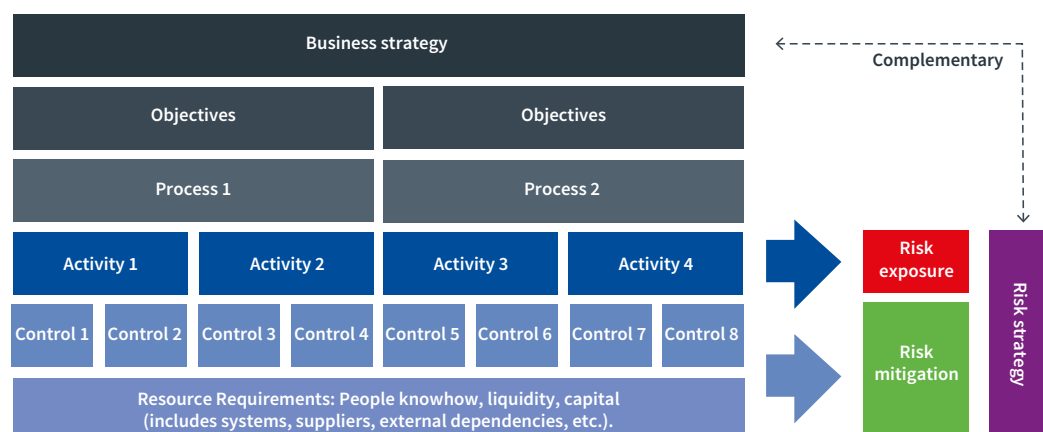 Business strategy
Complementary
Objectives
Objectives
Process 1
Process 2
Activity 1
Activity 2
Activity 3
Activity 4
Risk
exposure
Control 1
Control 2
Control 3
Control 4
Control 5
Control 6
Control 7
Control 8
Risk
mitigation
Risk strategy
Resource Requirements: People knowhow, liquidity, capital
(includes systems, suppliers, external dependencies, etc.).